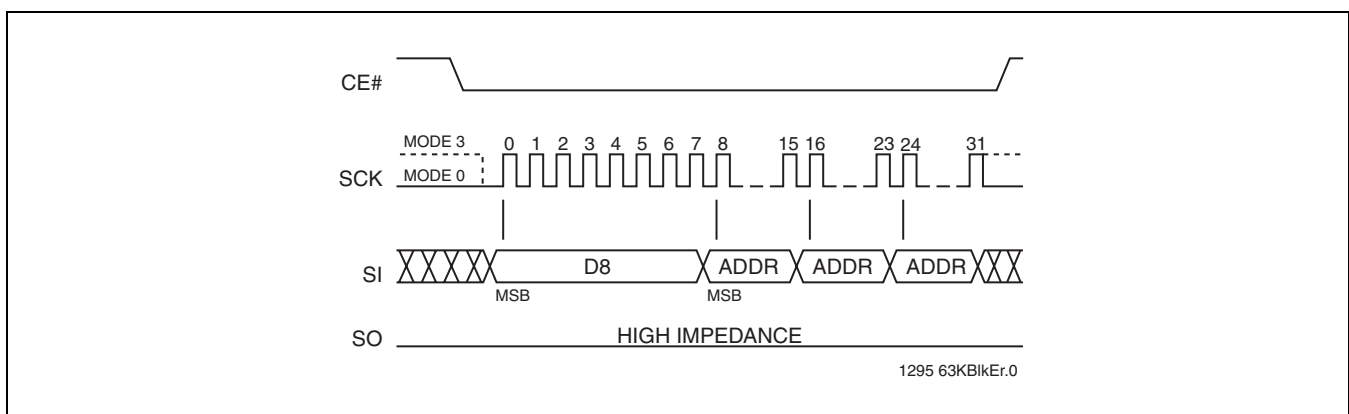 CE#
MODE 3 0 1 2 3 4 5 6 7 8 15 16 23 24 31
SCK MODE 0
SI D8 ADDR ADDR ADDR
MSB MSB
SO HIGH IMPEDANCE
1295 63KBlkEr.0